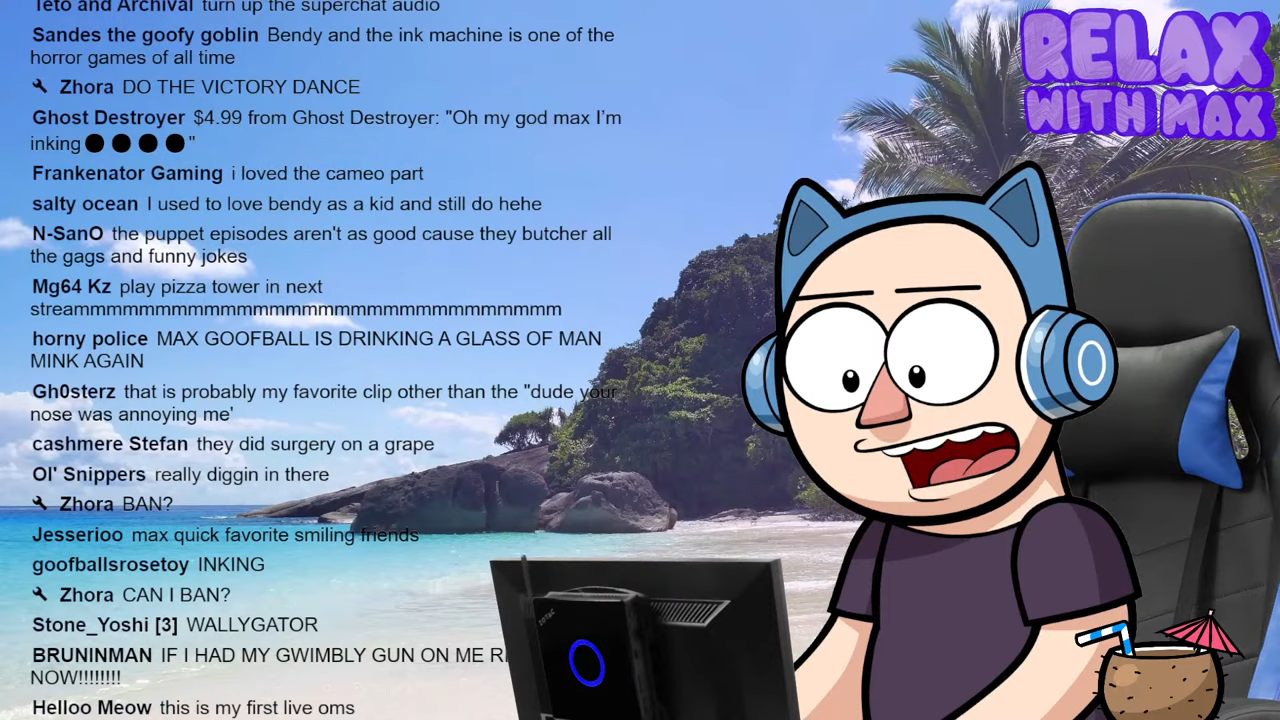 Teto and Archival turn up the superchat audio
Sandes the goofy goblin Bendy and the ink machine is one of the
horror games of all time
Zhora DO THE VICTORY DANCE
Ghost Destroyer $4.99 from Ghost Destroyer: "Oh my god max I'm
inking⚫⚫⚫⚫"
Frankenator Gaming i loved the cameo part
salty ocean I used to love bendy as a kid and still do hehe
N-SanO the puppet episodes aren't as good cause they butcher all
the gags and funny jokes
Mg64 Kz play pizza tower in next
streammmmmmmmmmmmmmmmmmmmmmmmmmmmmm
horny police MAX GOOFBALL IS DRINKING A GLASS OF MAN
MINK AGAIN
Gh0sterz that is probably my favorite clip other than the "dude your
nose was annoying me'
cashmere Stefan they did surgery on a grape
Ol' Snippers really diggin in there
Zhora BAN?
Jesserioo max quick favorite smiling friends
goofballsrosetoy INKING
Zhora CAN I BAN?
Stone_Yoshi [3] WALLYGATOR
BRUNINMAN IF I HAD MY GWIMBLY GUN ON ME
NOW!!!!!!!!
Helloo Meow this is my first live oms
RELAX
WITH MAX
ZOTAC